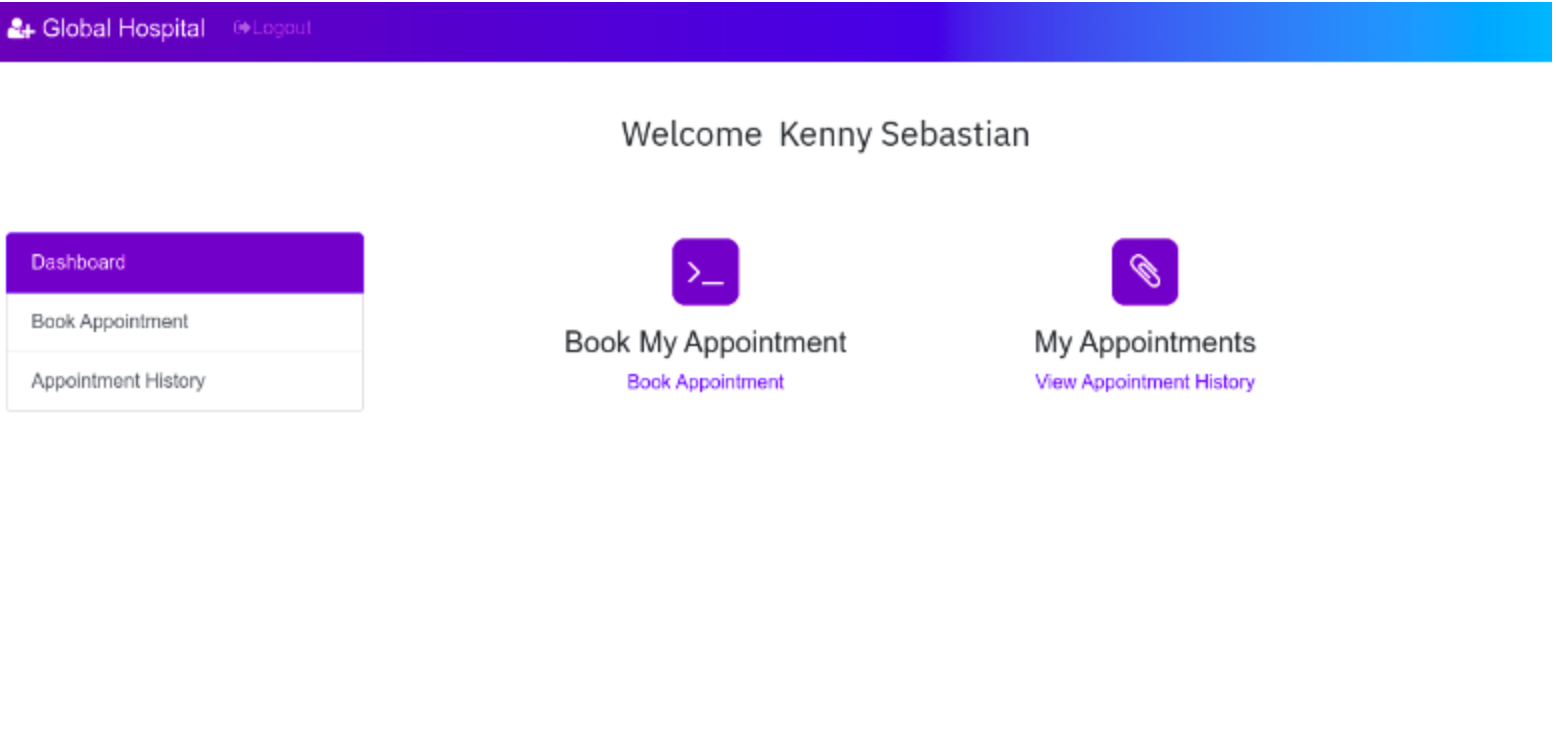 Global Hospital Logout
Welcome Kenny Sebastian
Dashboard
Book Appointment
Appointment History
Book My Appointment
Book Appointment
My Appointments
View Appointment History